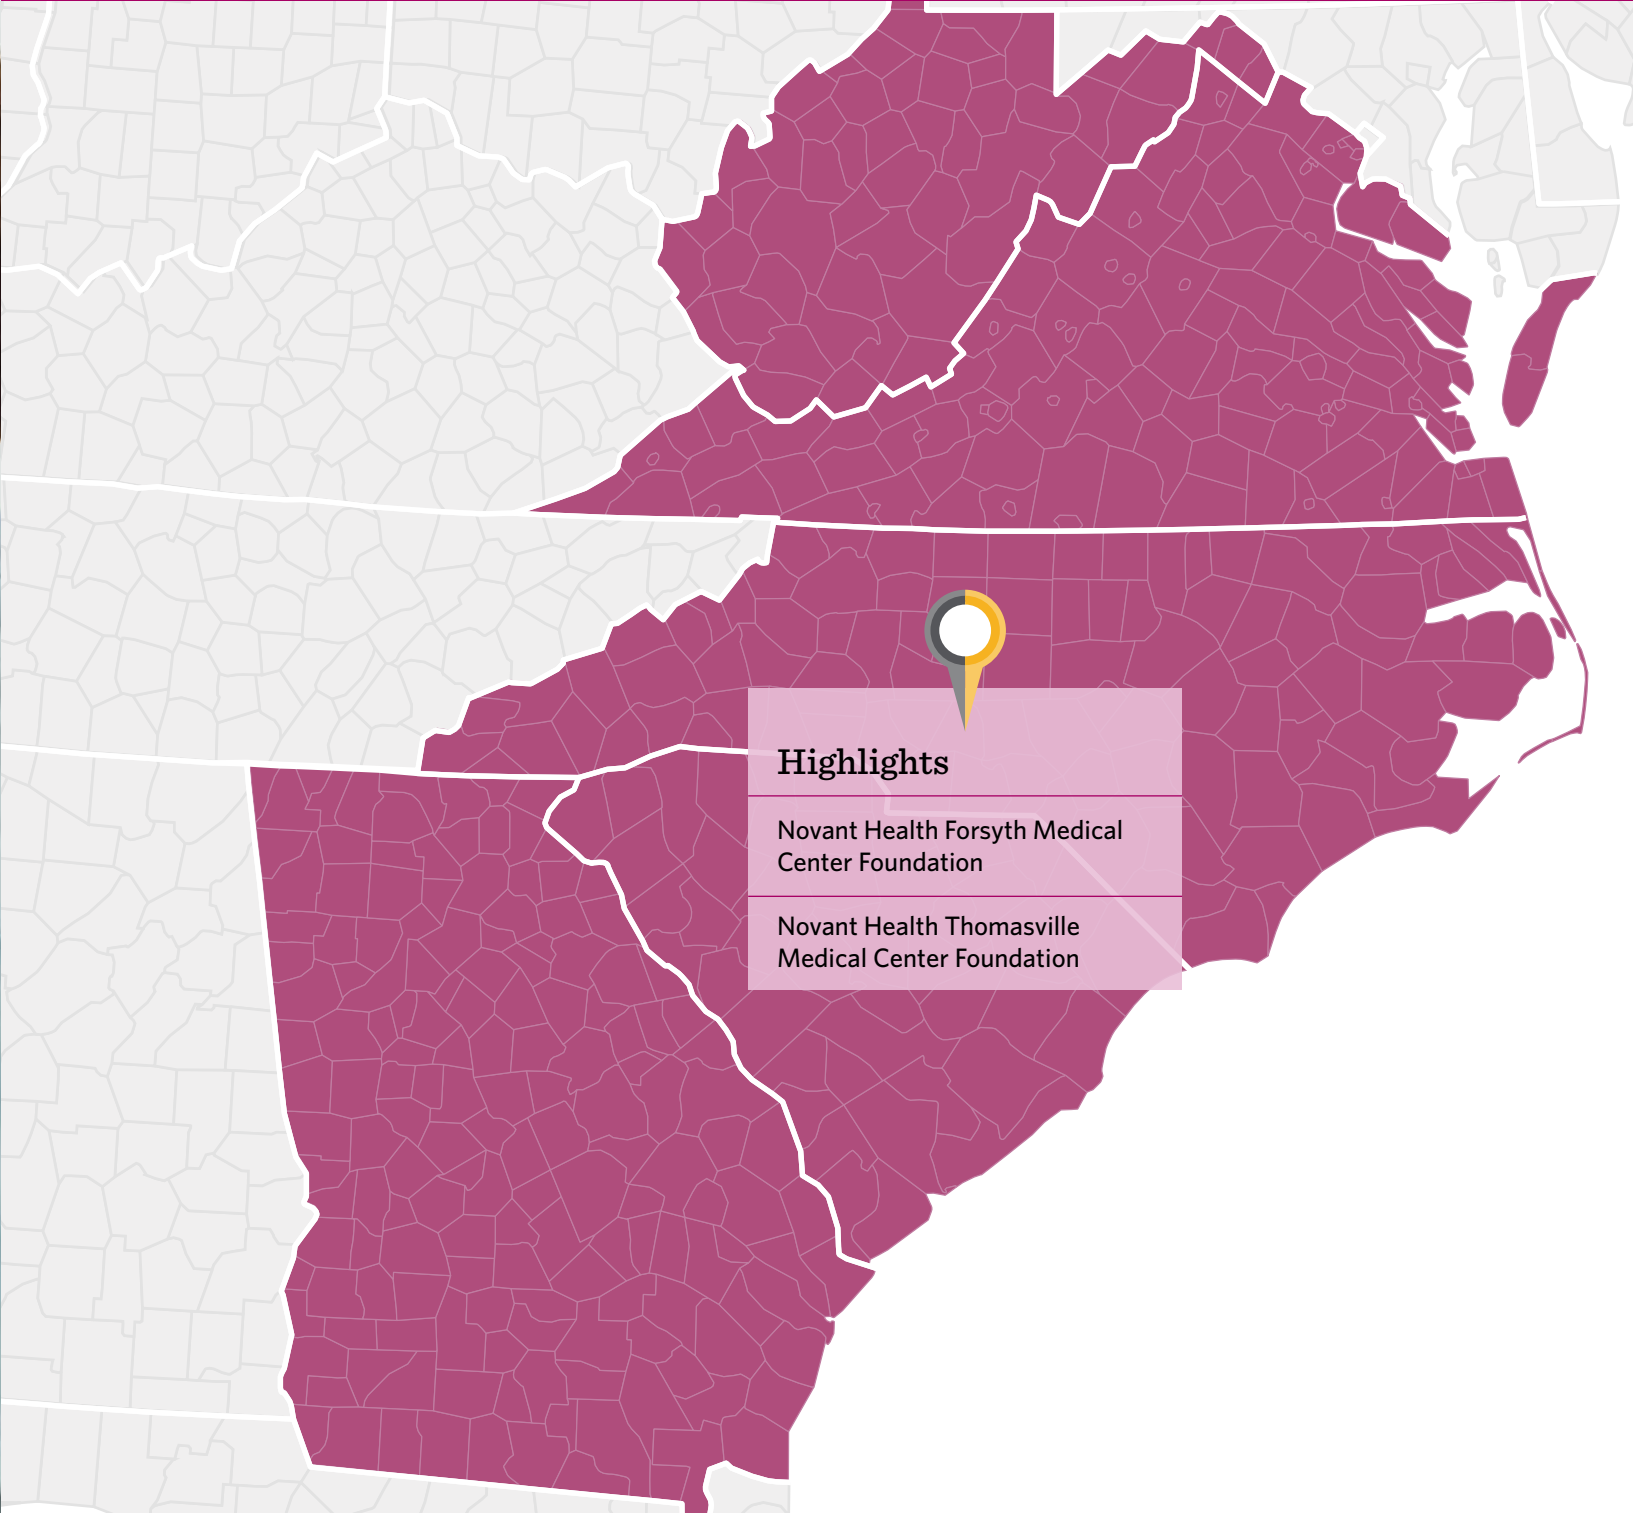 Highlights
Novant Health Forsyth Medical
Center Foundation
Novant Health Thomasville
Medical Center Foundation